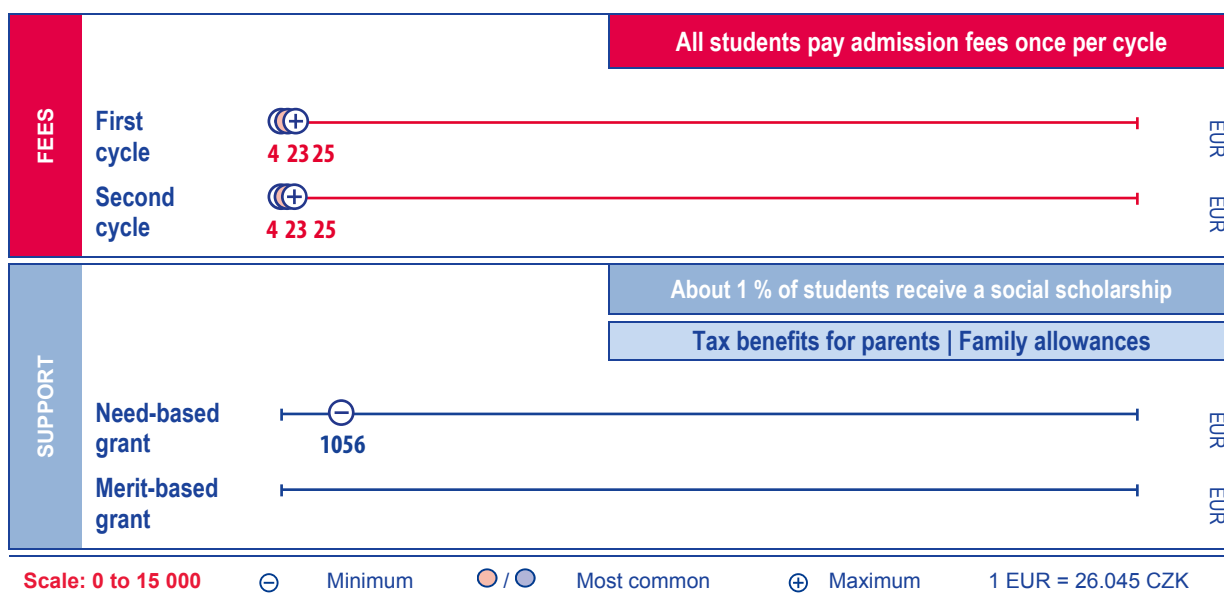 All students pay admission fees once per cycle
FEES
First
cycle
4 23 25
EUR
Second
cycle
4 23 25
EUR
About 1 % of students receive a social scholarship
Tax benefits for parents | Family allowances
SUPPORT
Need-based
grant
1056
EUR
Merit-based
grant
EUR
Scale: 0 to 15 000 Minimum / Most common Maximum 1 EUR = 26.045 CZK